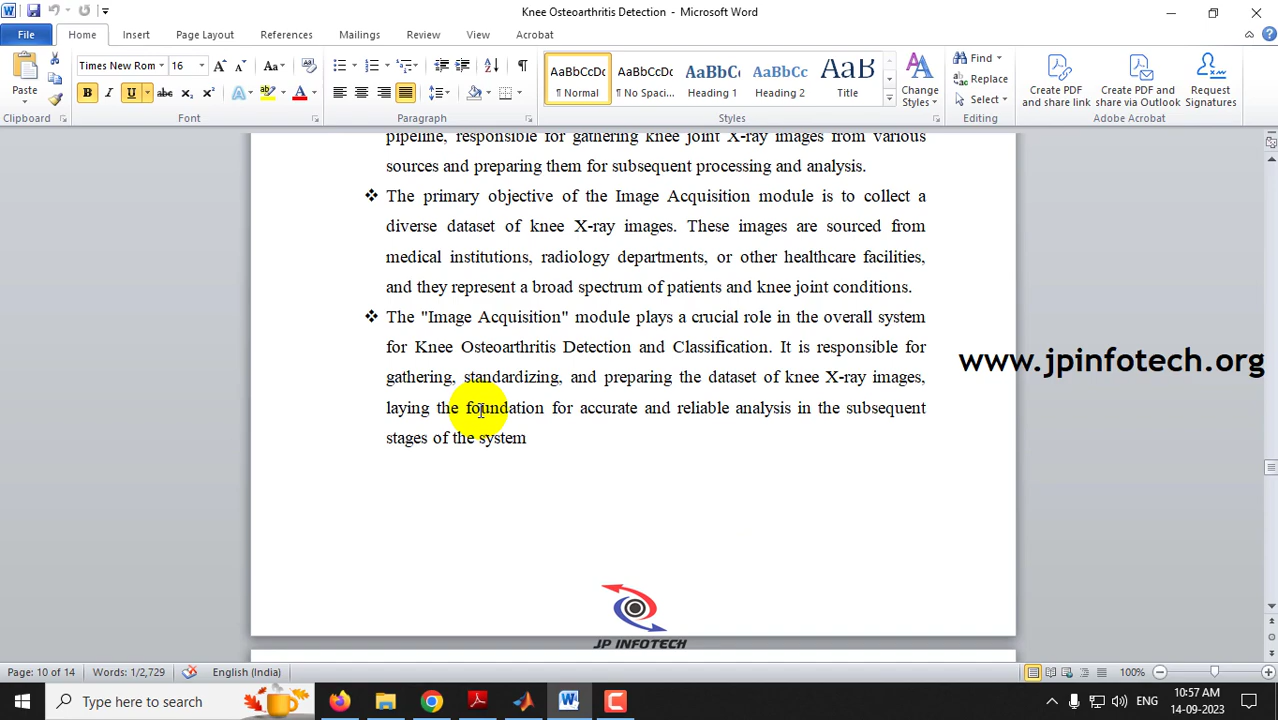 Knee Osteoarthritis Detection - Microsoft Word
File Home Insert Page Layout References Mailings Review View Acrobat
Times New Rom 16
Aa
AaBbCcDc AaBbCcDc AaBbC‹ AaBbCc AaB
¶ Normal ¶ No Spaci... Heading 1 Heading 2 Title
Paste
Change Styles
Find
Replace
Select
Create PDF and share link
Create PDF and share via Outlook
Request Signatures
Clipboard Font Paragraph Styles Editing Adobe Acrobat
pipeline, responsible for gathering knee joint X-ray images from various
sources and preparing them for subsequent processing and analysis.
❖ The primary objective of the Image Acquisition module is to collect a
diverse dataset of knee X-ray images. These images are sourced from
medical institutions, radiology departments, or other healthcare facilities,
and they represent a broad spectrum of patients and knee joint conditions.
❖ The "Image Acquisition" module plays a crucial role in the overall system
for Knee Osteoarthritis Detection and Classification. It is responsible for
gathering, standardizing, and preparing the dataset of knee X-ray images,
laying the foundation for accurate and reliable analysis in the subsequent
stages of the system
www.jpinfotech.org
JP INFOTECH
Page: 10 of 14 Words: 1/2,729 English (India) 100%
Type here to search
ENG
10:57 AM
14-09-2023